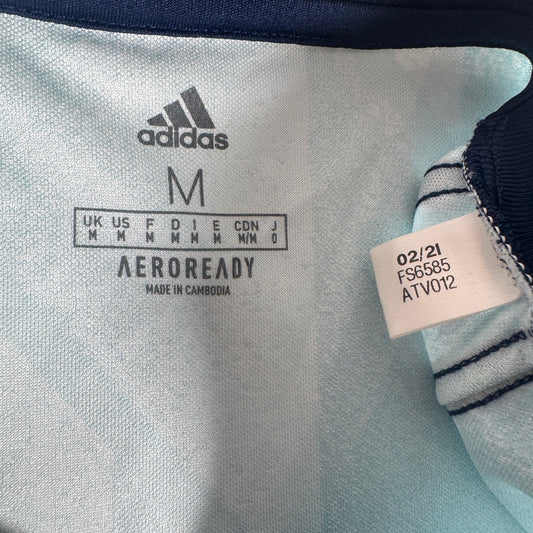 adidas
M
UK US F D I E CDN J
M M M M M M M/M O
AEROREADY
MADE IN CAMBODIA
02/21
FS6585
ATV012